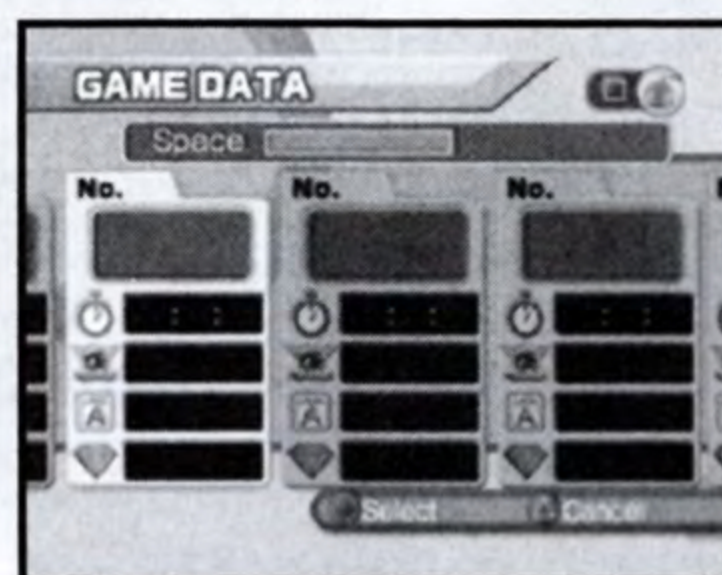 GAME DATA
Space
No. No. No.
: : : : : :
A A A
Select Cancel